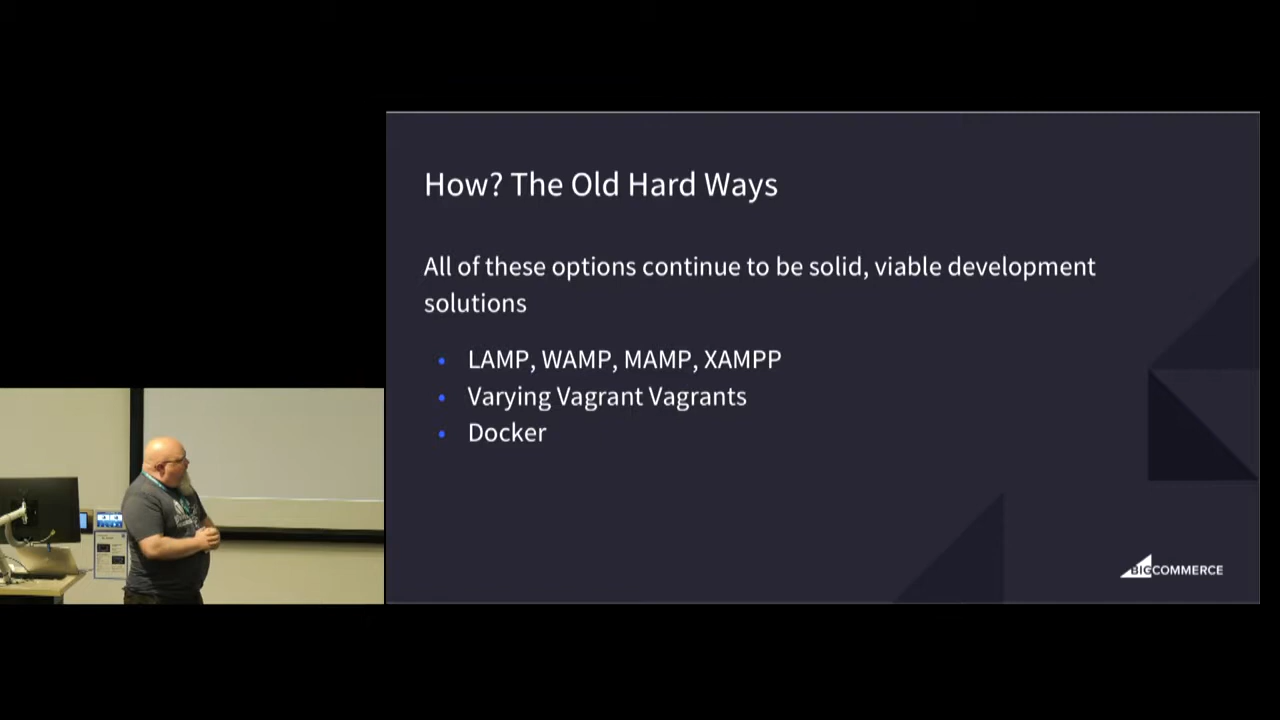 How? The Old Hard Ways
All of these options continue to be solid, viable development
solutions
• LAMP, WAMP, MAMP, XAMPP
• Varying Vagrant Vagrants
• Docker
BIGCOMMERCE